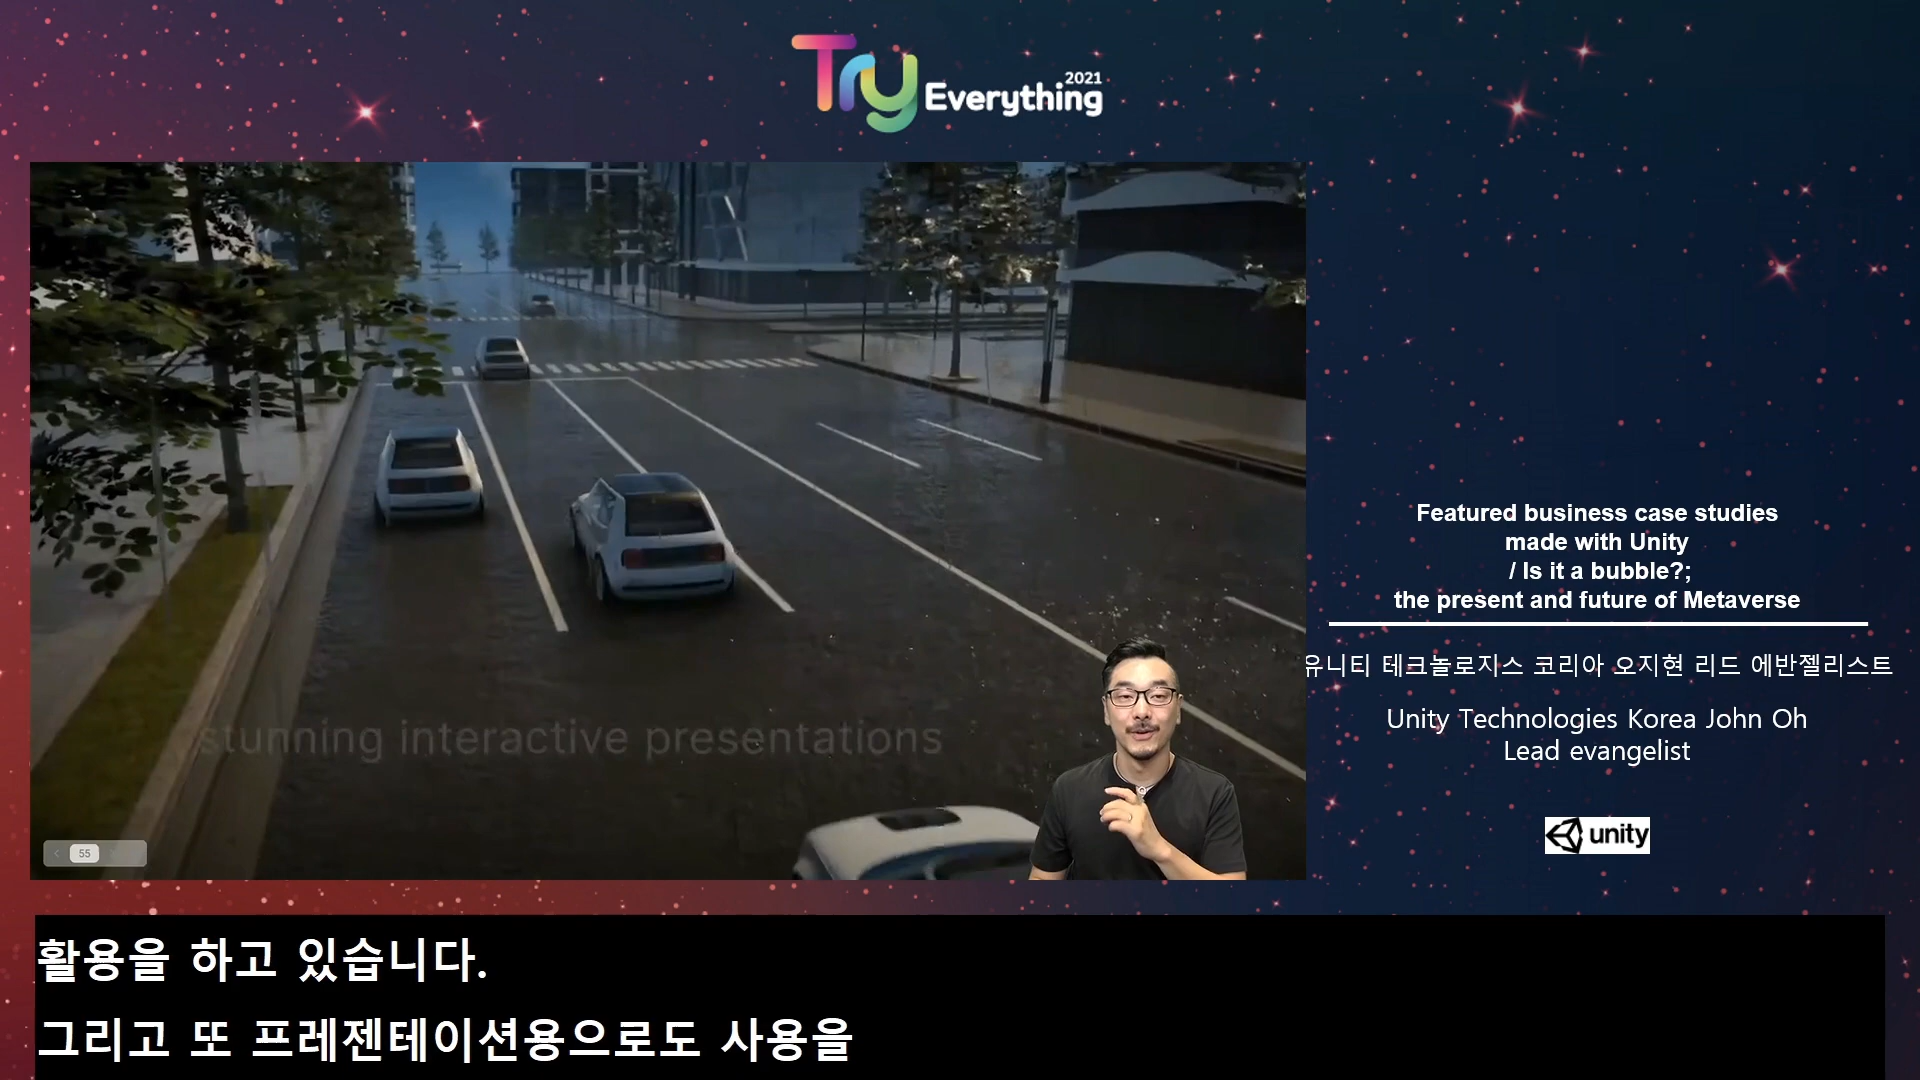 Try Everything 2021
stunning interactive presentations
55
Featured business case studies
made with Unity
/ Is it a bubble?;
the present and future of Metaverse
유니티 테크놀로지스 코리아 오지현 리드 에반젤리스트
Unity Technologies Korea John Oh
Lead evangelist
unity
활용을 하고 있습니다.
그리고 또 프레젠테이션용으로도 사용을